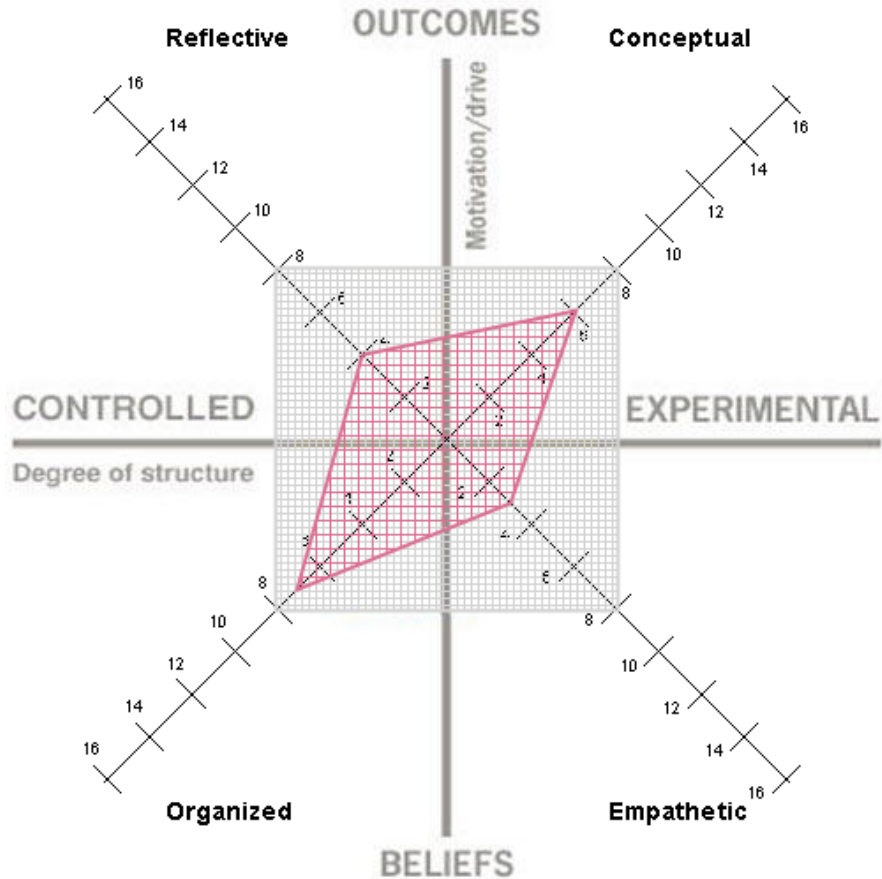 OUTCOMES
Reflective
Conceptual
Motivation/drive
16
16
14
14
12
12
10
10
8
8
6
CONTROLLED
EXPERIMENTAL
Degree of structure
8
8
10
10
12
12
14
14
16
16
Organized
Empathetic
BELIEFS